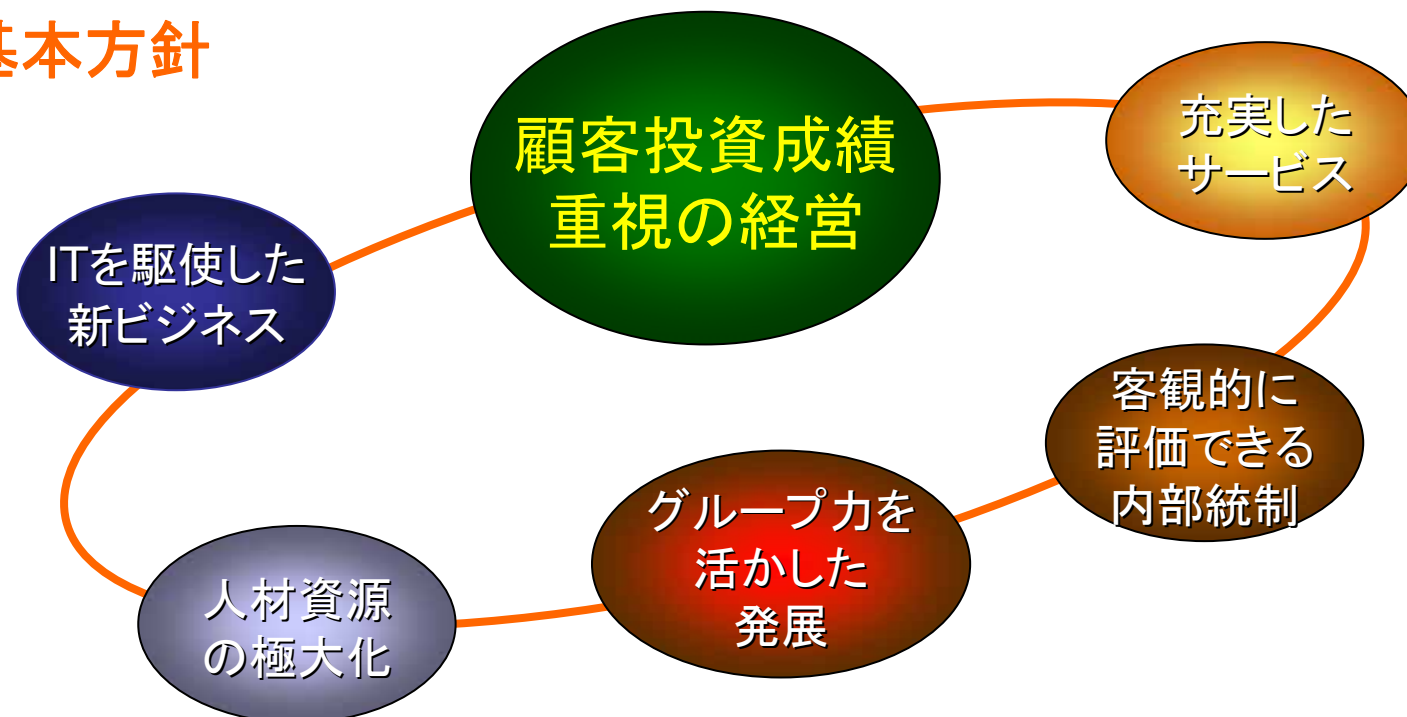 基本方針
顧客投資成績
重視の経営
充実した
サービス
ITを駆使した
新ビジネス
客観的に
評価できる
内部統制
グループ力を
活かした
発展
人材資源
の極大化